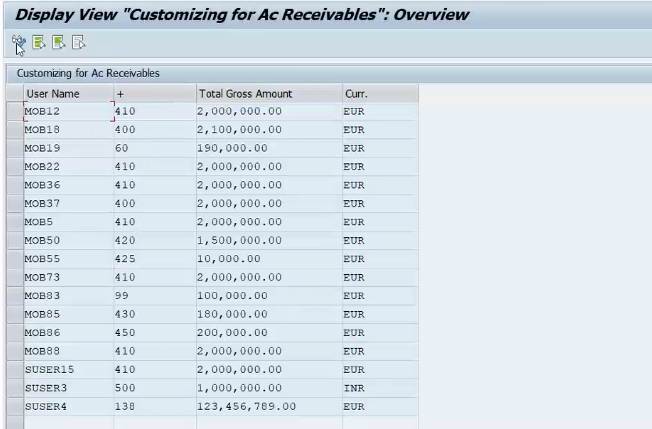 Display View "Customizing for Ac Receivables": Overview
Customizing for Ac Receivables
User Name + Total Gross Amount Curr.
MOB12 410 2,000,000.00 EUR
MOB18 400 2,100,000.00 EUR
MOB19 60 190,000.00 EUR
MOB22 410 2,000,000.00 EUR
MOB36 410 2,000,000.00 EUR
MOB37 400 2,000,000.00 EUR
MOB5 410 2,000,000.00 EUR
MOB50 420 1,500,000.00 EUR
MOB55 425 10,000.00 EUR
MOB73 410 2,000,000.00 EUR
MOB83 99 100,000.00 EUR
MOB85 430 180,000.00 EUR
MOB86 450 200,000.00 EUR
MOB88 410 2,000,000.00 EUR
SUSER15 410 2,000,000.00 EUR
SUSER3 500 1,000,000.00 INR
SUSER4 138 123,456,789.00 EUR